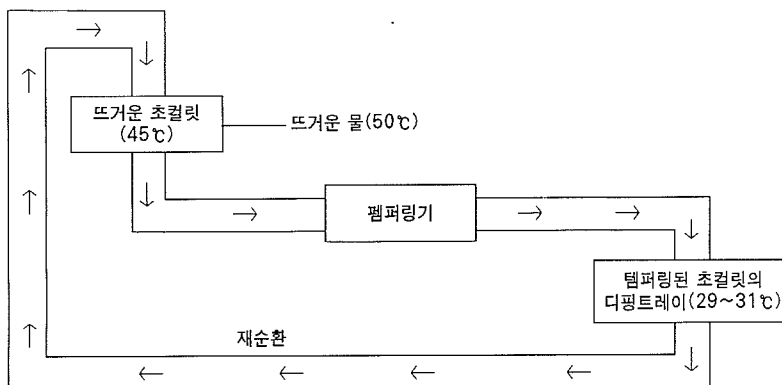 뜨거운 초컬릿
(45℃)
뜨거운 물(50℃)
펨퍼링기
템퍼링된 초컬릿의
디핑트레이(29～31℃)
재순환